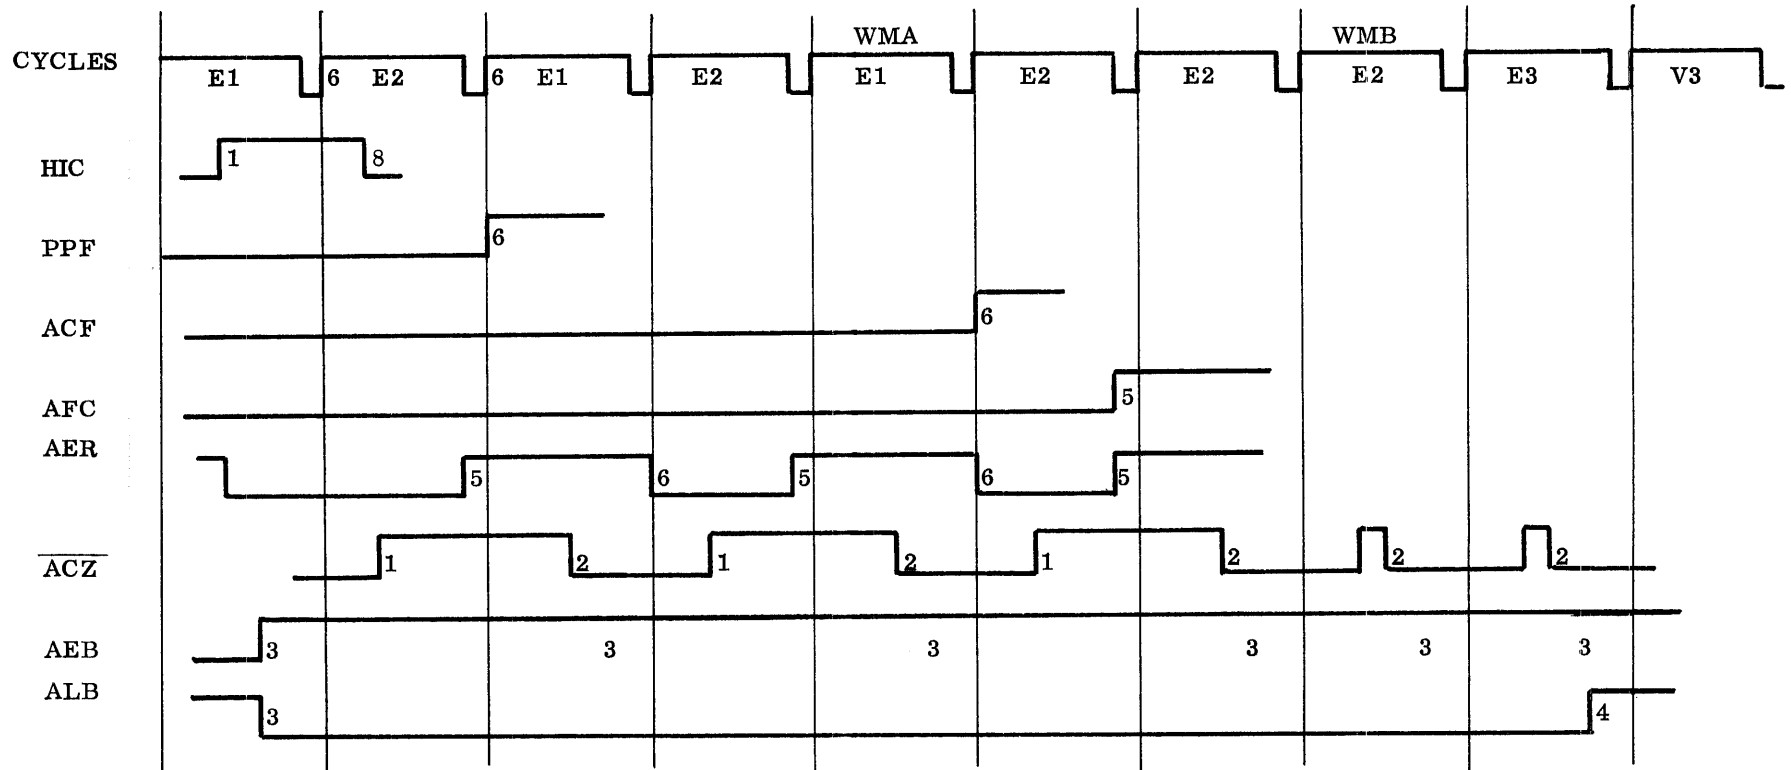 WMA WMB
CYCLES E1 6 E2 6 E1 E2 E1 E2 E2 E2 E3 V3
HIC 1 8
PPF 6
ACF 6
AFC 5
AER 5 6 5 6 5
ACZ 1 2 1 2 1 2 2 2
AEB 3 3 3 3 3 3
ALB 3 4